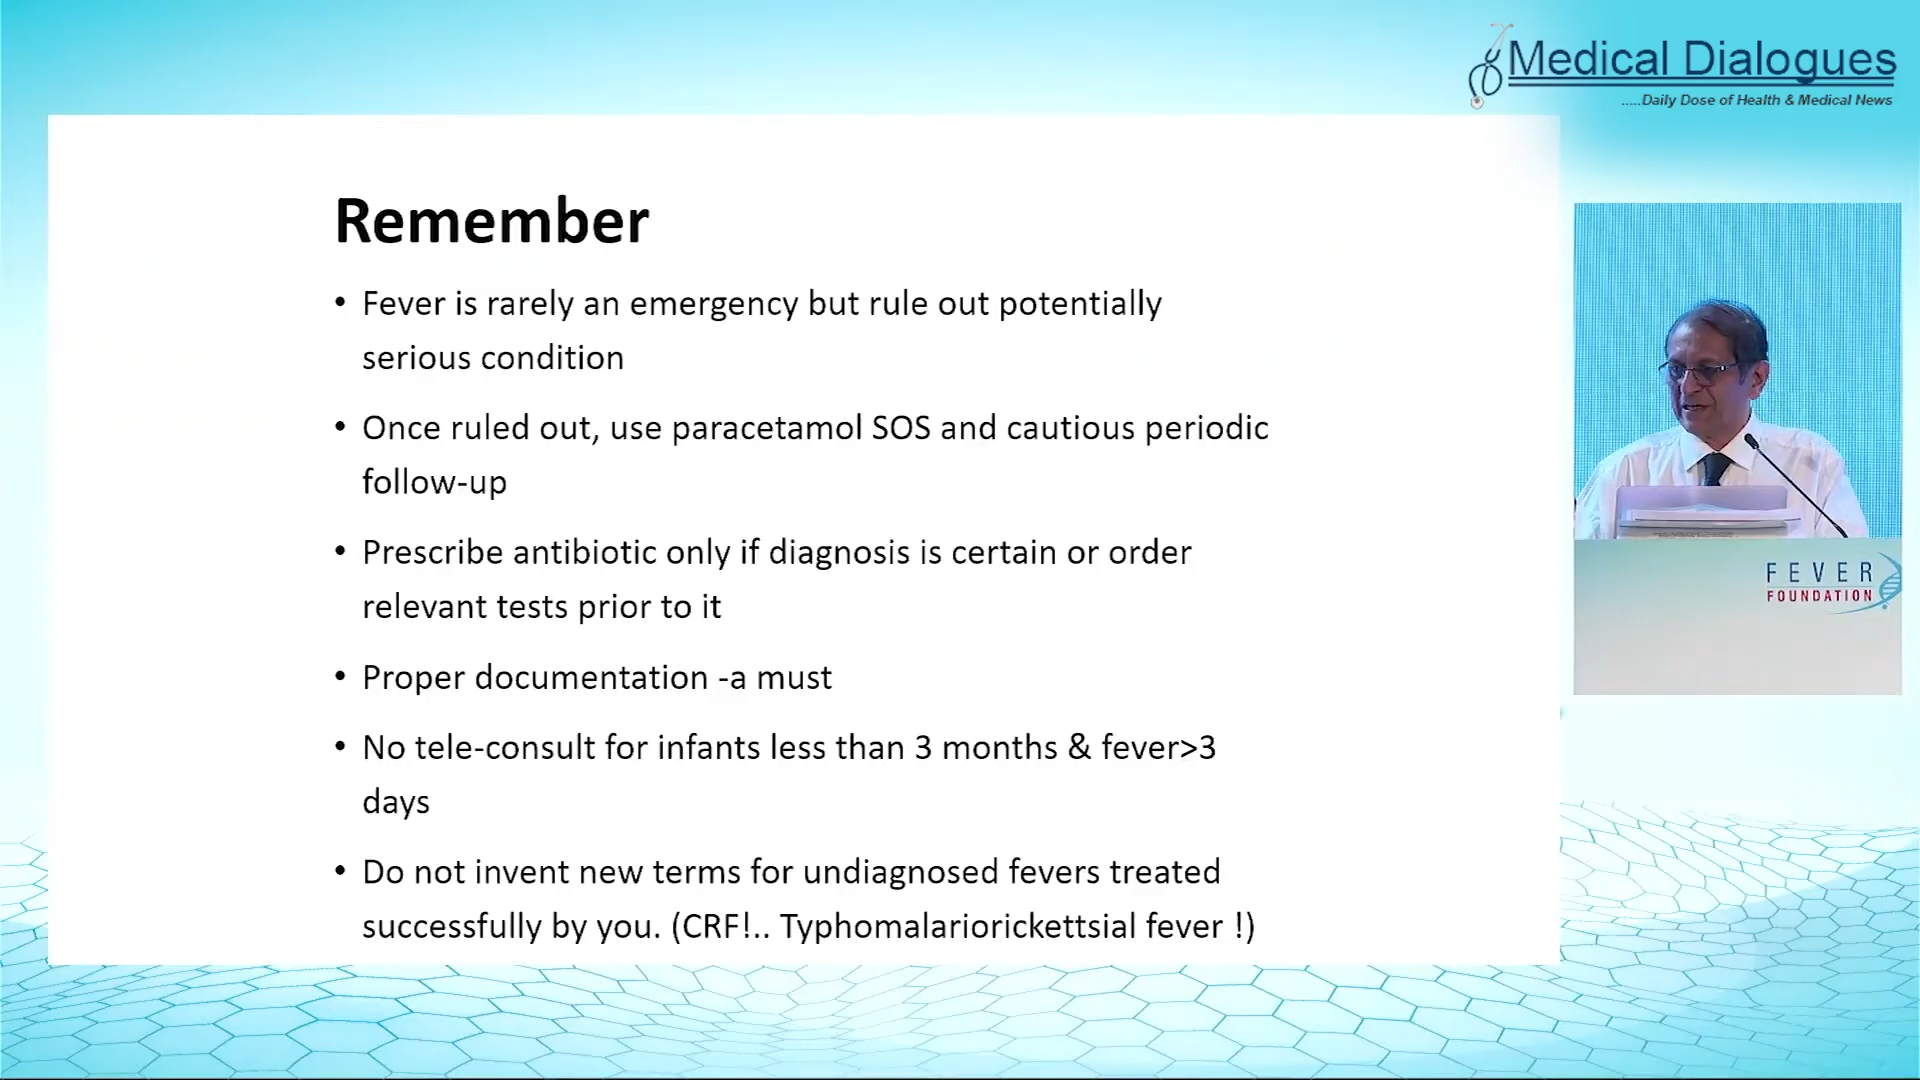 Medical Dialogues
.....Daily Dose of Health & Medical News
Remember
• Fever is rarely an emergency but rule out potentially
serious condition
• Once ruled out, use paracetamol SOS and cautious periodic
follow-up
• Prescribe antibiotic only if diagnosis is certain or order
relevant tests prior to it
• Proper documentation -a must
• No tele-consult for infants less than 3 months & fever>3
days
• Do not invent new terms for undiagnosed fevers treated
successfully by you. (CRF!.. Typhomalariorickettsial fever !)
FEVER
FOUNDATION